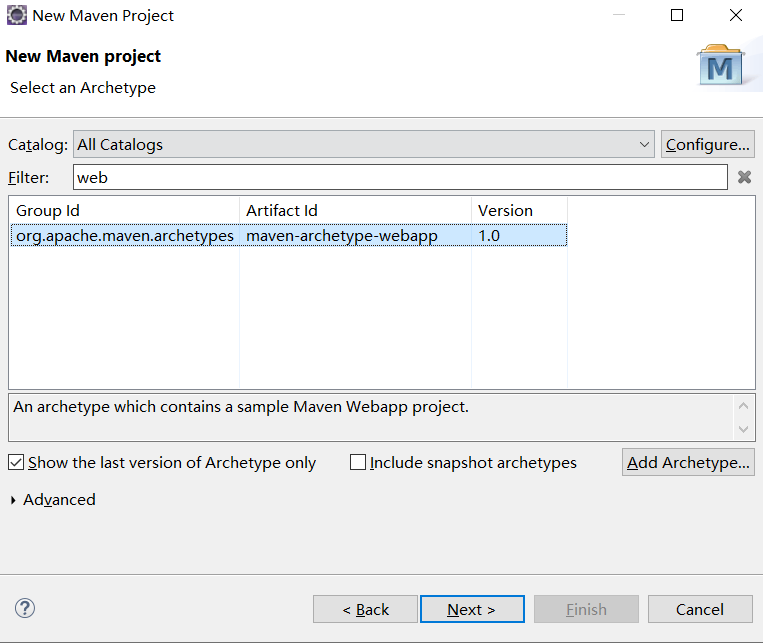 New Maven Project
New Maven project
Select an Archetype
M
Catalog: All Catalogs Configure...
Filter: web
Group Id Artifact Id Version
org.apache.maven.archetypes maven-archetype-webapp 1.0
An archetype which contains a sample Maven Webapp project.
Show the last version of Archetype only Include snapshot archetypes Add Archetype...
Advanced
? < Back Next > Finish Cancel